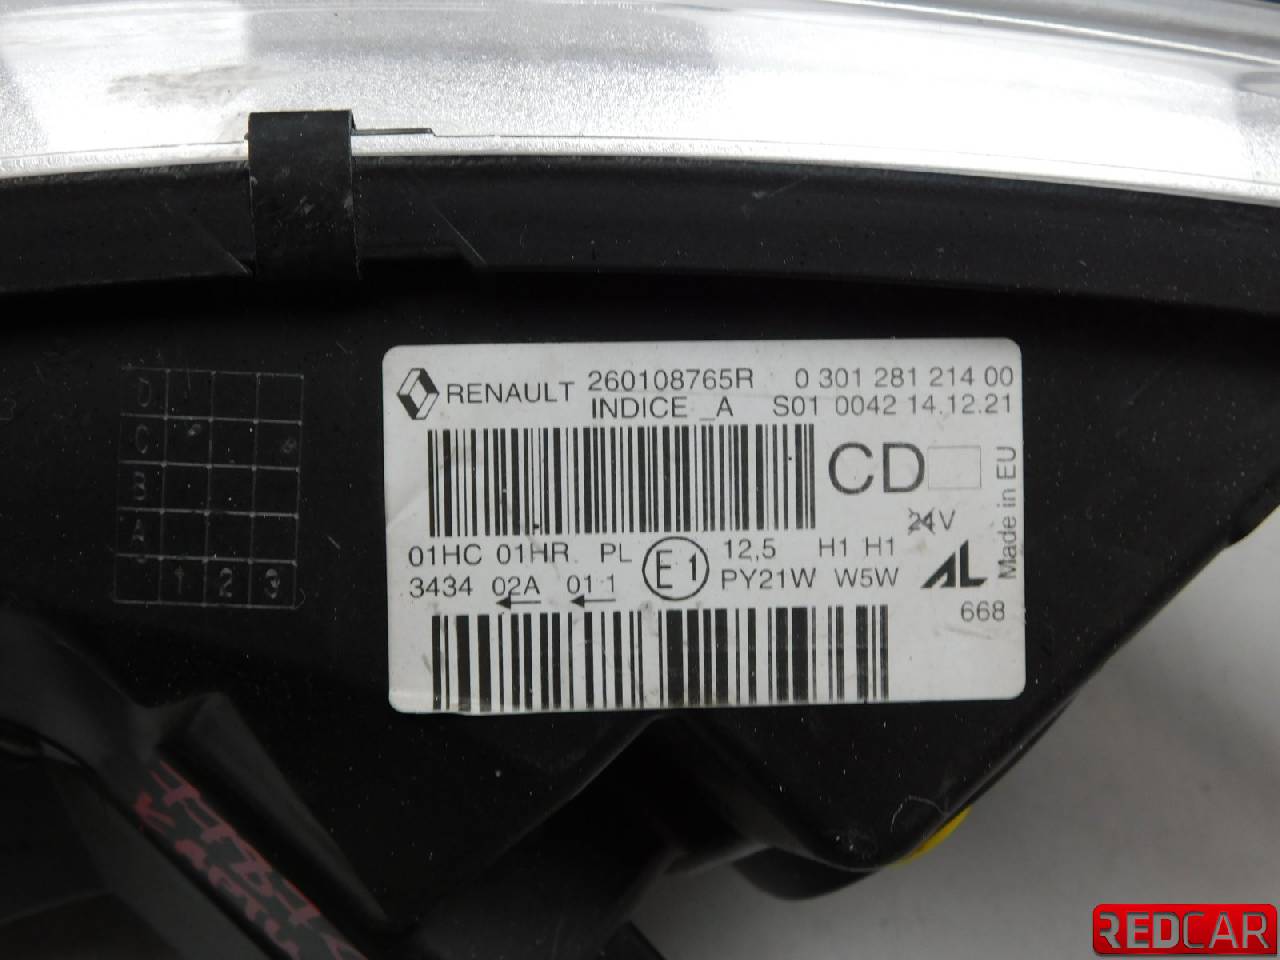 RENAULT 260108765R 0 301 281 214 00
INDICE _A S01 0042 14.12.21
CD
Made in EU
24V
01HC 01HR PL E1 12,5 H1 H1
3434 02A 01 1 PY21W W5W AL
668
D
C
B
A
1 2 3
REDCAR